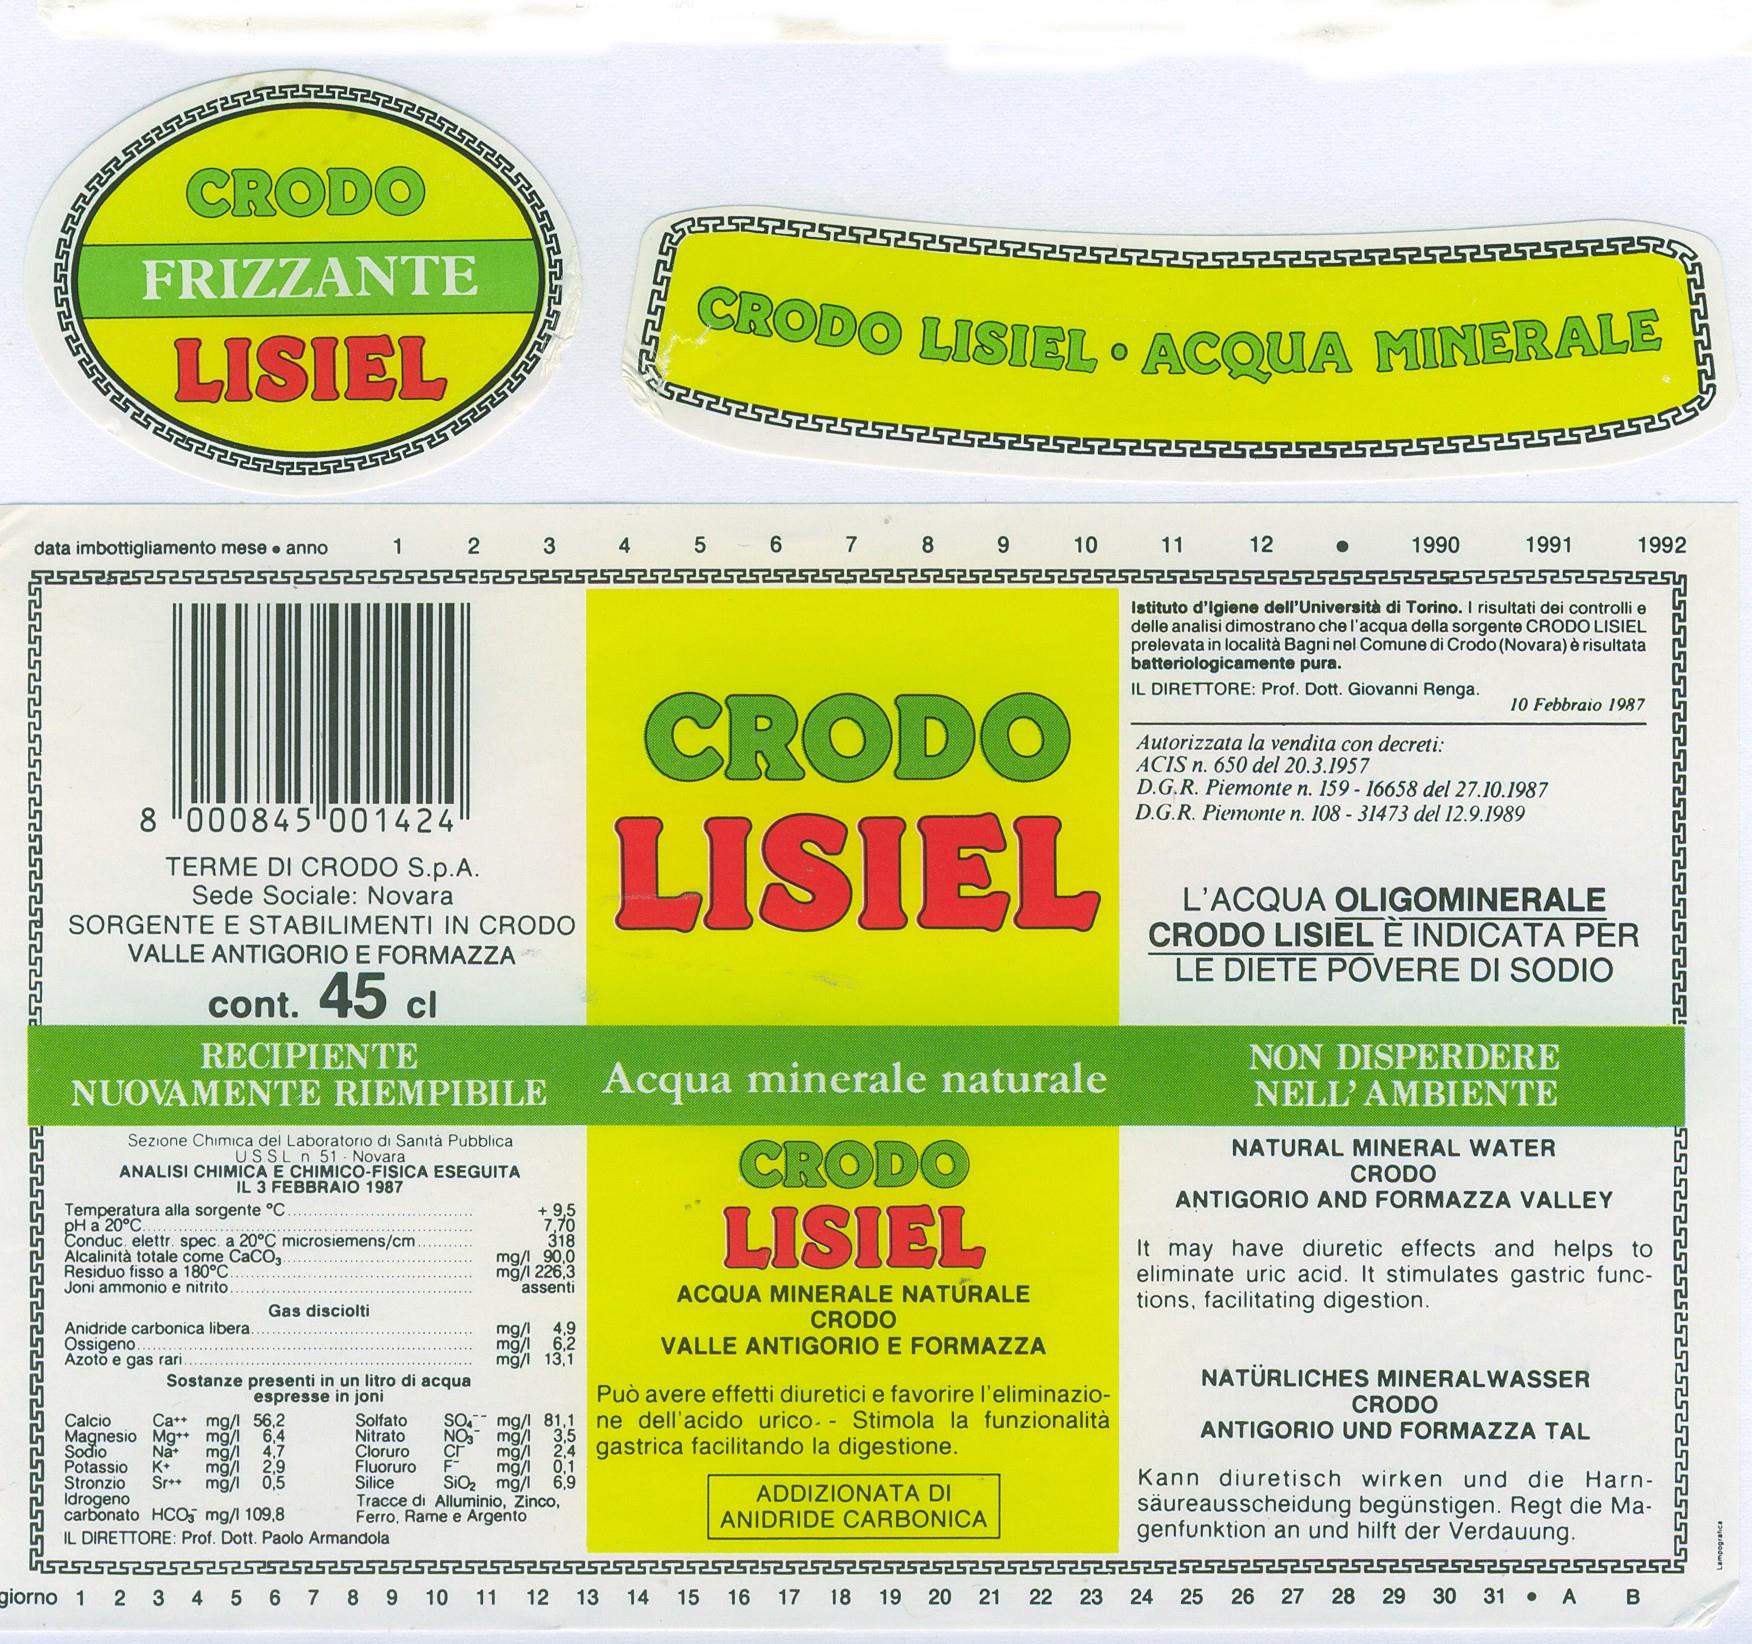 CRODO
FRIZZANTE
LISIEL
CRODO LISIEL • ACQUA MINERALE
data imbottigliamento mese • anno 1 2 3 4 5 6 7 8 9 10 11 12 • 1990 1991 1992
8 000845 001424
TERME DI CRODO S.p.A.
Sede Sociale: Novara
SORGENTE E STABILIMENTI IN CRODO
VALLE ANTIGORIO E FORMAZZA
cont. 45 cl
CRODO
LISIEL
Istituto d'Igiene dell'Università di Torino. I risultati dei controlli e
delle analisi dimostrano che l'acqua della sorgente CRODO LISIEL
prelevata in località Bagni nel Comune di Crodo (Novara) è risultata
batteriologicamente pura.
IL DIRETTORE: Prof. Dott. Giovanni Renga.
10 Febbraio 1987
Autorizzata la vendita con decreti:
ACIS n. 650 del 20.3.1957
D.G.R. Piemonte n. 159 - 16658 del 27.10.1987
D.G.R. Piemonte n. 108 - 31473 del 12.9.1989
L'ACQUA OLIGOMINERALE
CRODO LISIEL È INDICATA PER
LE DIETE POVERE DI SODIO
RECIPIENTE
NUOVAMENTE RIEMPIBILE
Acqua minerale naturale
NON DISPERDERE
NELL'AMBIENTE
Sezione Chimica del Laboratorio di Sanità Pubblica
U.S.S.L. n. 51 - Novara
ANALISI CHIMICA E CHIMICO-FISICA ESEGUITA
IL 3 FEBBRAIO 1987
Temperatura alla sorgente °C + 9,5
pH a 20°C 7,70
Conduc. elettr. spec. a 20°C microsiemens/cm 318
Alcalinità totale come CaCO₃ mg/l 90,0
Residuo fisso a 180°C mg/l 226,3
Joni ammonio e nitrito assenti
Gas disciolti
Anidride carbonica libera mg/l 4,9
Ossigeno mg/l 6,2
Azoto e gas rari mg/l 13,1
Sostanze presenti in un litro di acqua
espresse in joni
Calcio Ca++ mg/l 56,2
Magnesio Mg++ mg/l 6,4
Sodio Na+ mg/l 4,7
Potassio K+ mg/l 2,9
Stronzio Sr++ mg/l 0,5
Idrogeno
carbonato HCO₃⁻ mg/l 109,8
Solfato SO₄-- mg/l 81,1
Nitrato NO₃⁻ mg/l 3,5
Cloruro Cl⁻ mg/l 2,4
Fluoruro F⁻ mg/l 0,1
Silice SiO₂ mg/l 6,9
Tracce di Alluminio, Zinco,
Ferro, Rame e Argento
IL DIRETTORE: Prof. Dott. Paolo Armandola
CRODO
LISIEL
ACQUA MINERALE NATURALE
CRODO
VALLE ANTIGORIO E FORMAZZA
Può avere effetti diuretici e favorire l'eliminazio-
ne dell'acido urico. - Stimola la funzionalità
gastrica facilitando la digestione.
ADDIZIONATA DI
ANIDRIDE CARBONICA
NATURAL MINERAL WATER
CRODO
ANTIGORIO AND FORMAZZA VALLEY
It may have diuretic effects and helps to
eliminate uric acid. It stimulates gastric func-
tions, facilitating digestion.
NATÜRLICHES MINERALWASSER
CRODO
ANTIGORIO UND FORMAZZA TAL
Kann diuretisch wirken und die Harn-
säureausscheidung begünstigen. Regt die Ma-
genfunktion an und hilft der Verdauung.
Lampografica
giorno 1 2 3 4 5 6 7 8 9 10 11 12 13 14 15 16 17 18 19 20 21 22 23 24 25 26 27 28 29 30 31 • A B